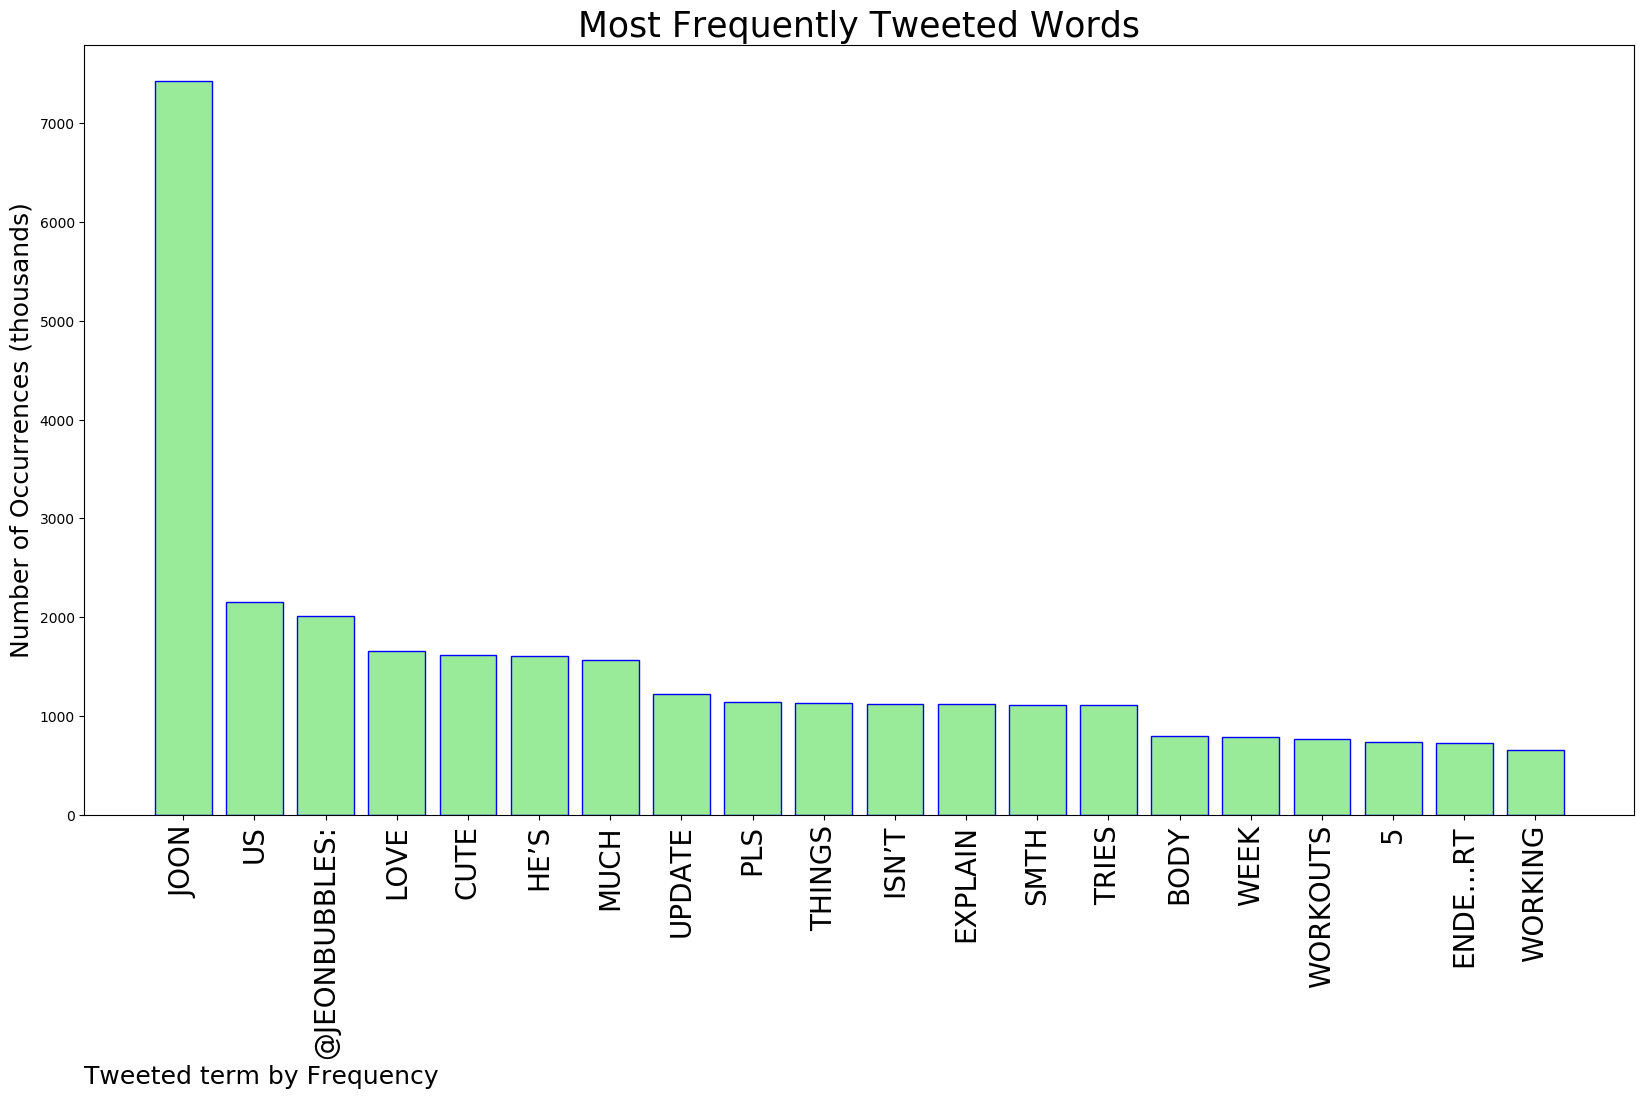 Most Frequently Tweeted Words
Number of Occurrences (thousands)
7000
6000
5000
4000
3000
2000
1000
0
JOON
US
@JEONBUBBLES:
LOVE
CUTE
HE’S
MUCH
UPDATE
PLS
THINGS
ISN’T
EXPLAIN
SMTH
TRIES
BODY
WEEK
WORKOUTS
5
ENDE…RT
WORKING
Tweeted term by Frequency